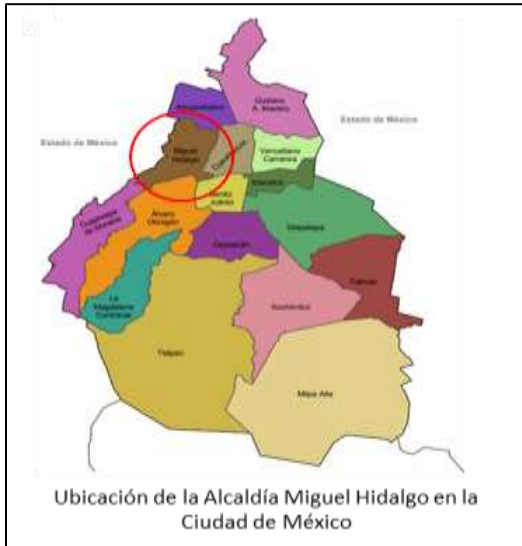 Azcapotzalco
Gustavo
A. Madero
Estado de México
Estado de México
Miguel
Hidalgo
Cuauhtémoc
Venustiano
Carranza
Iztacalco
Benito
Juárez
Cuajimalpa
de Morelos
Álvaro
Obregón
Iztapalapa
Coyoacán
La
Magdalena
Contreras
Tláhuac
Xochimilco
Tlalpan
Milpa Alta
Ubicación de la Alcaldía Miguel Hidalgo en la
Ciudad de México